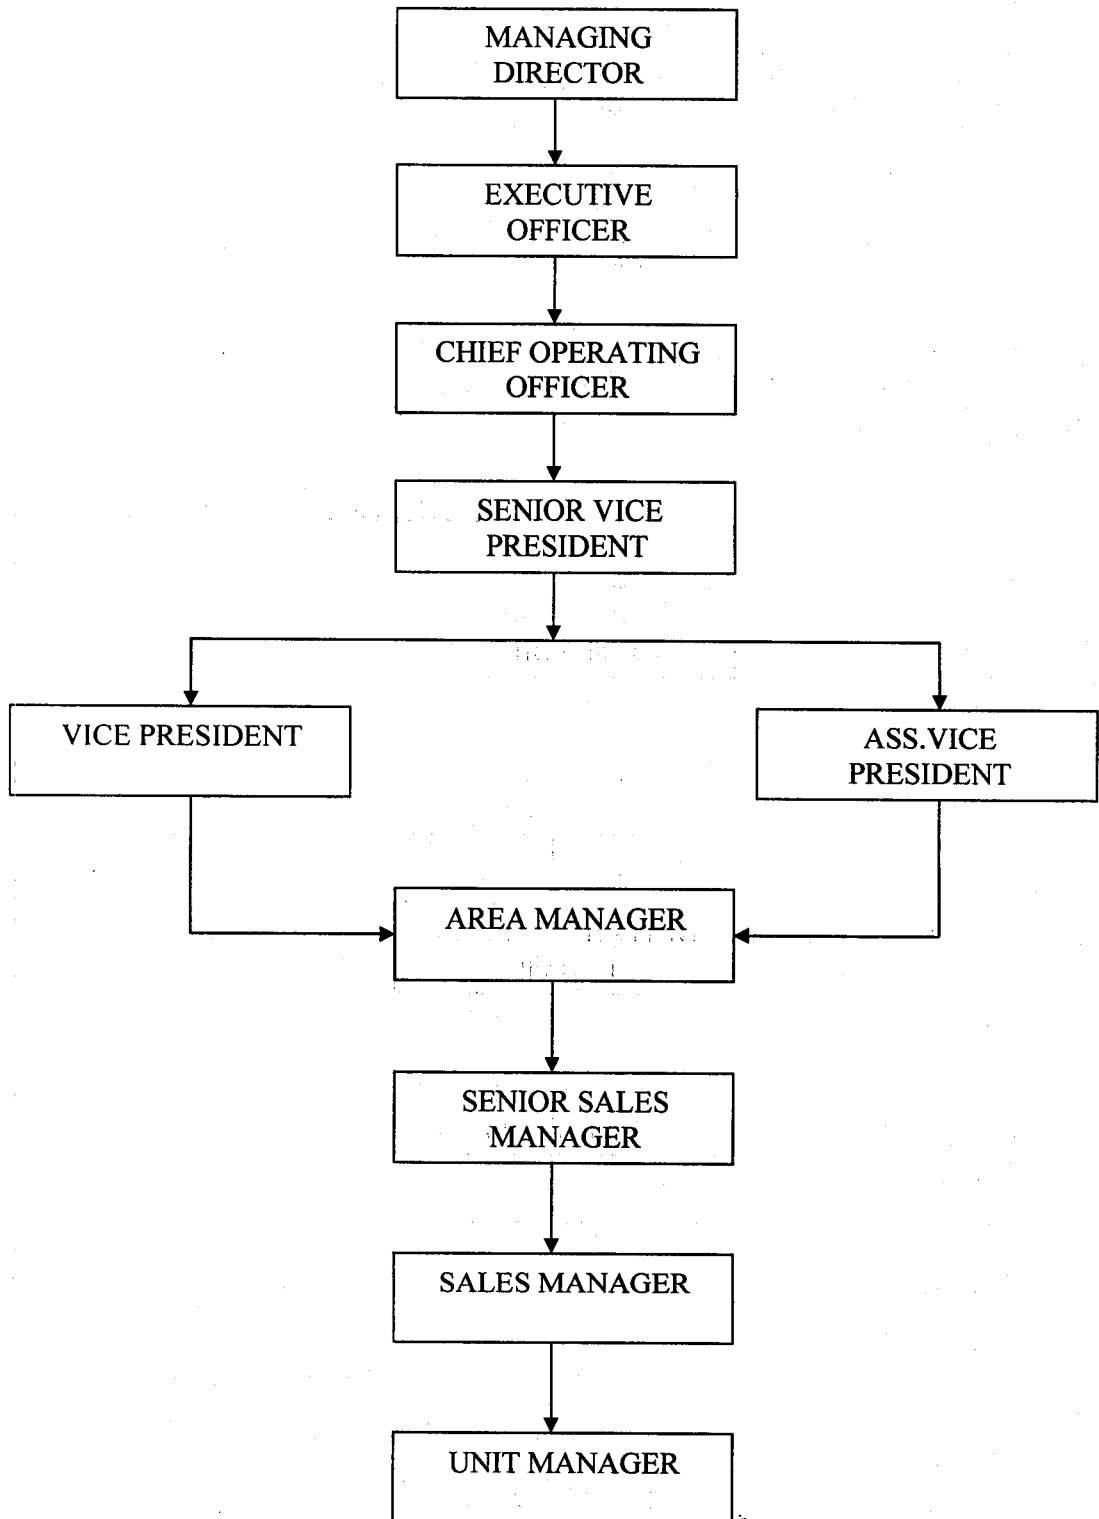 MANAGING
DIRECTOR
EXECUTIVE
OFFICER
CHIEF OPERATING
OFFICER
SENIOR VICE
PRESIDENT
VICE PRESIDENT
ASS.VICE
PRESIDENT
AREA MANAGER
SENIOR SALES
MANAGER
SALES MANAGER
UNIT MANAGER